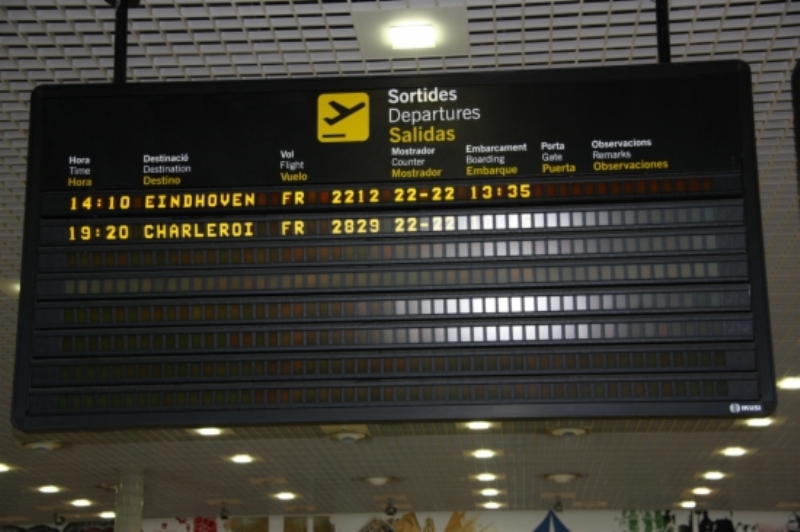 Sortides
Departures
Salidas
Hora Destinació Vol Mostrador Embarcament Porta Observacions
Time Destination Flight Counter Boarding Gate Remarks
Hora Destino Vuelo Mostrador Embarque Puerta Observaciones
14:10 EINDHOVEN FR 2212 22-22 13:35
19:20 CHARLEROI FR 2829 22-22
IKUSI